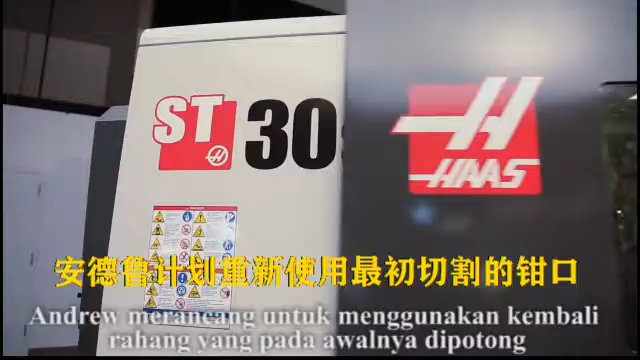 ST
30
HAAS
安德鲁计划重新使用最初切割的钳口
Andrew merancang untuk menggunakan kembali
rahang yang pada awalnya dipotong